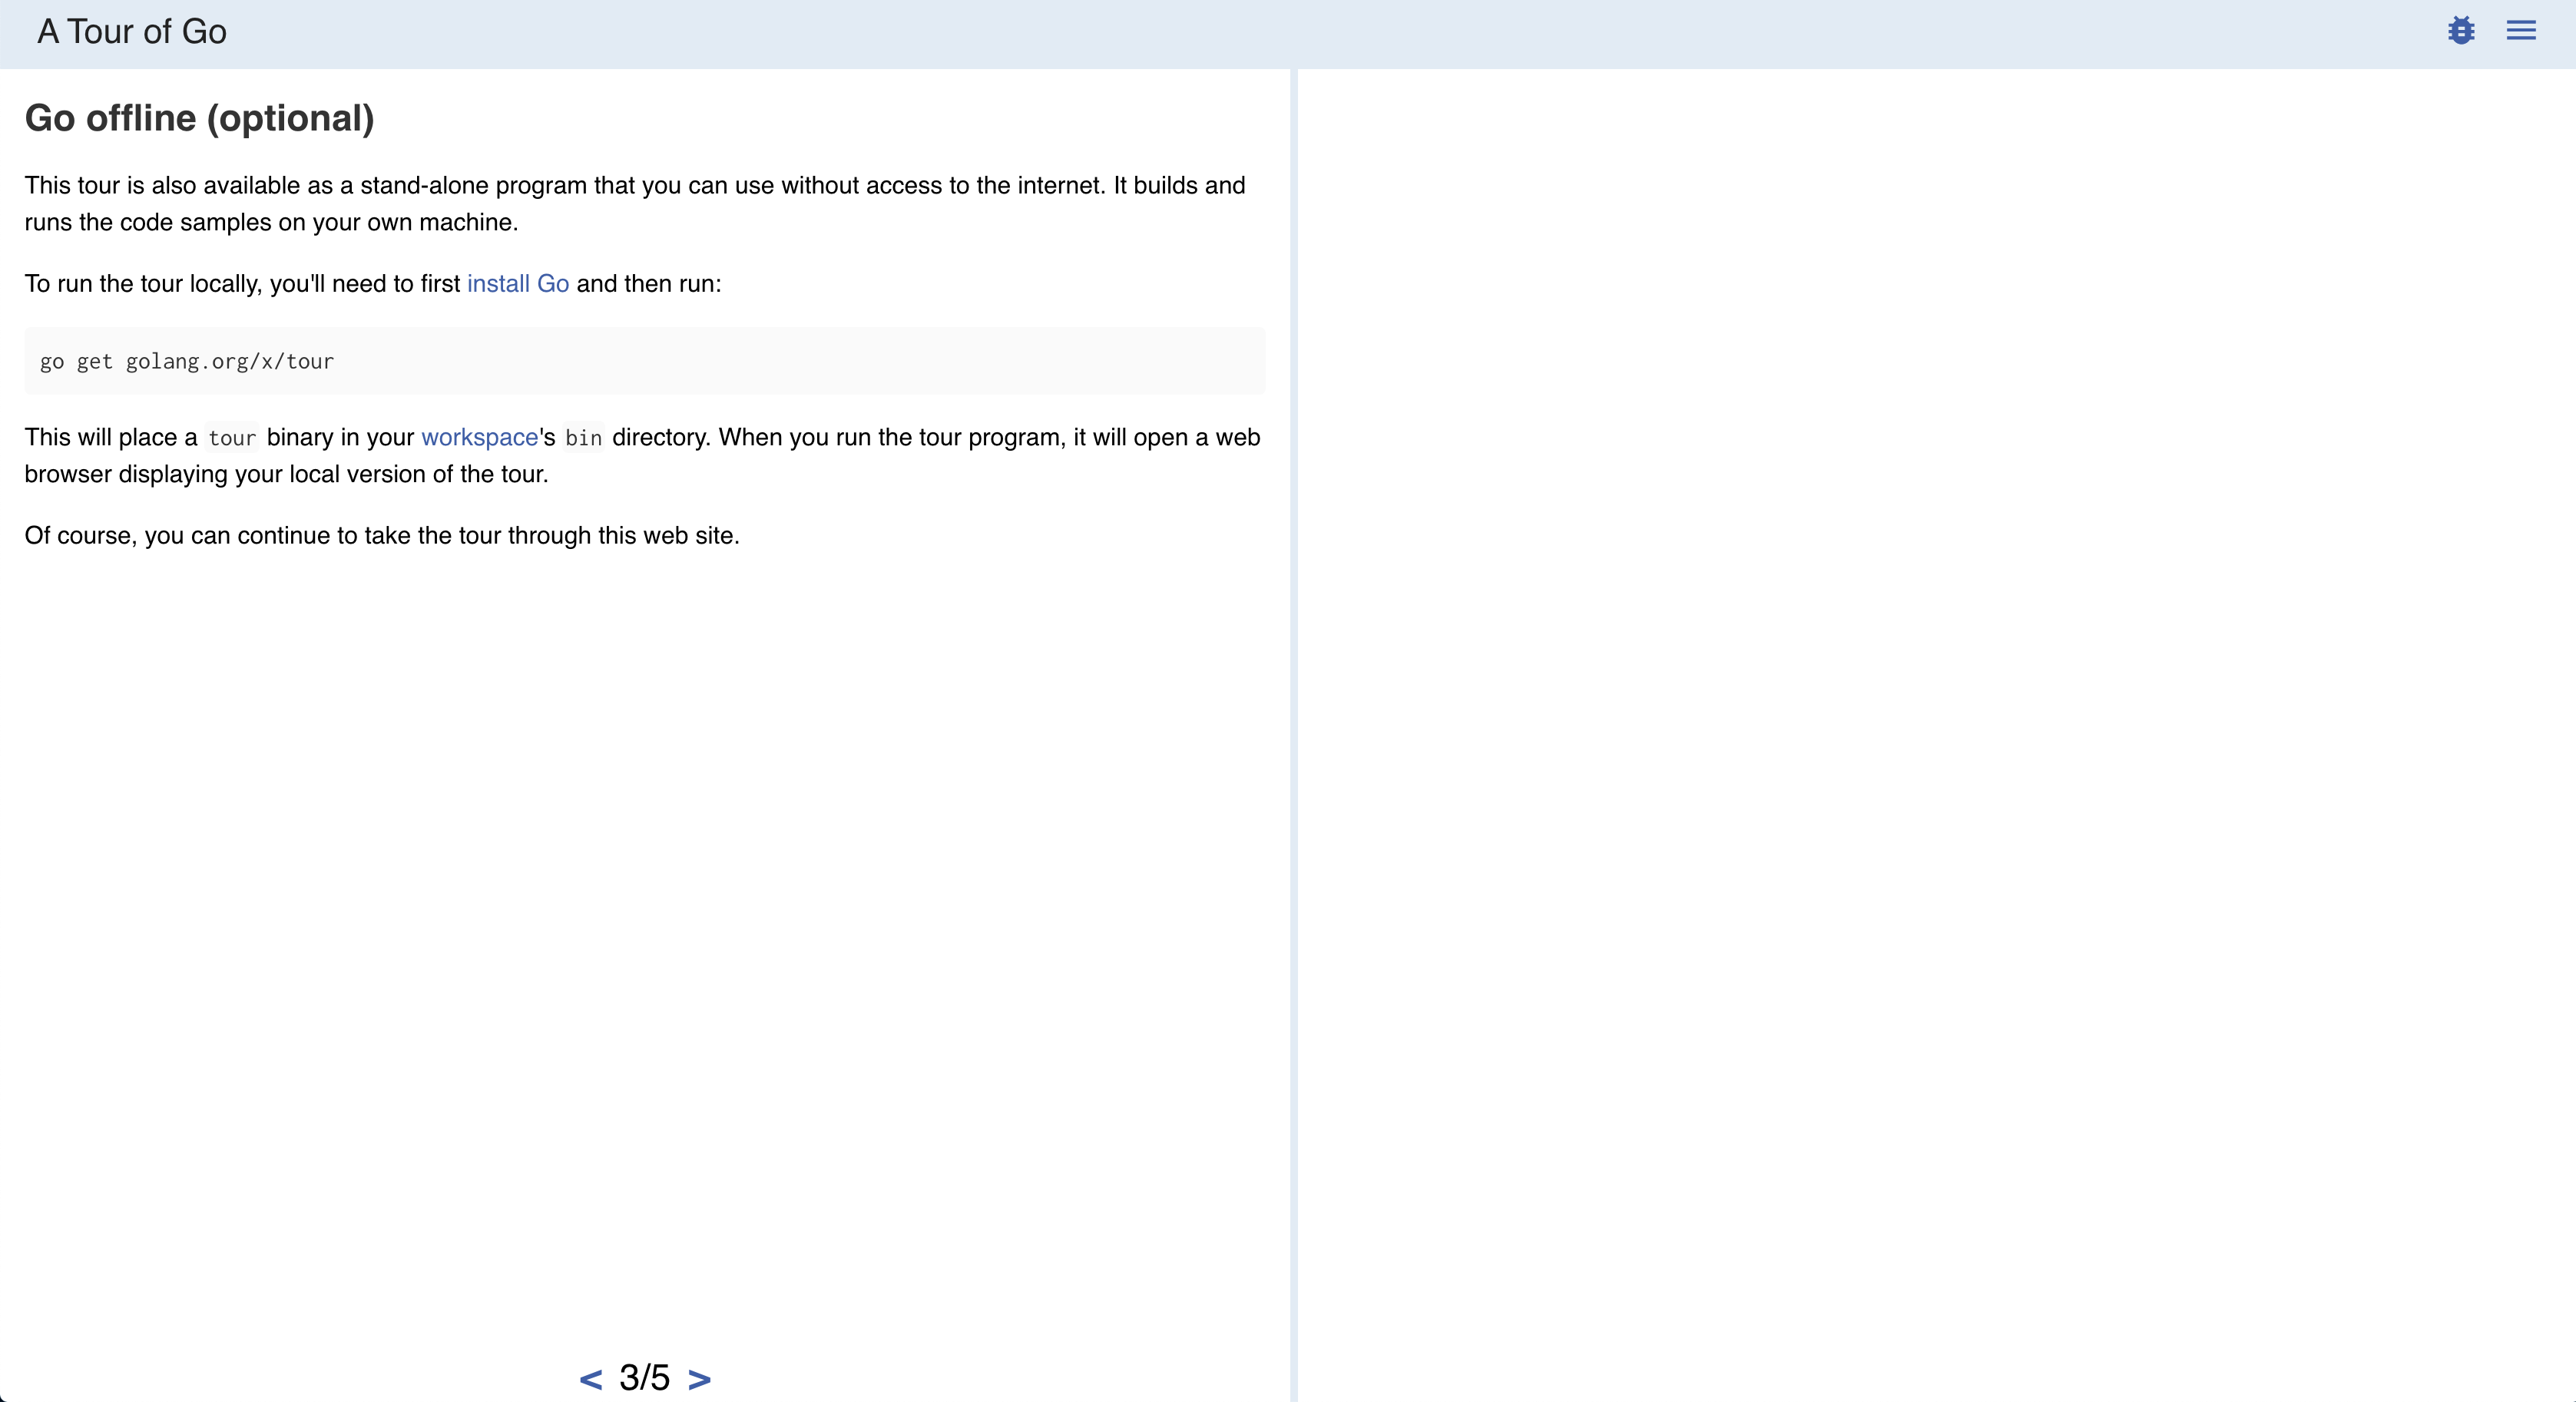 A Tour of Go
Go offline (optional)
This tour is also available as a stand-alone program that you can use without access to the internet. It builds and
runs the code samples on your own machine.
To run the tour locally, you'll need to first install Go and then run:
go get golang.org/x/tour
This will place a tour binary in your workspace's bin directory. When you run the tour program, it will open a web
browser displaying your local version of the tour.
Of course, you can continue to take the tour through this web site.
< 3/5 >